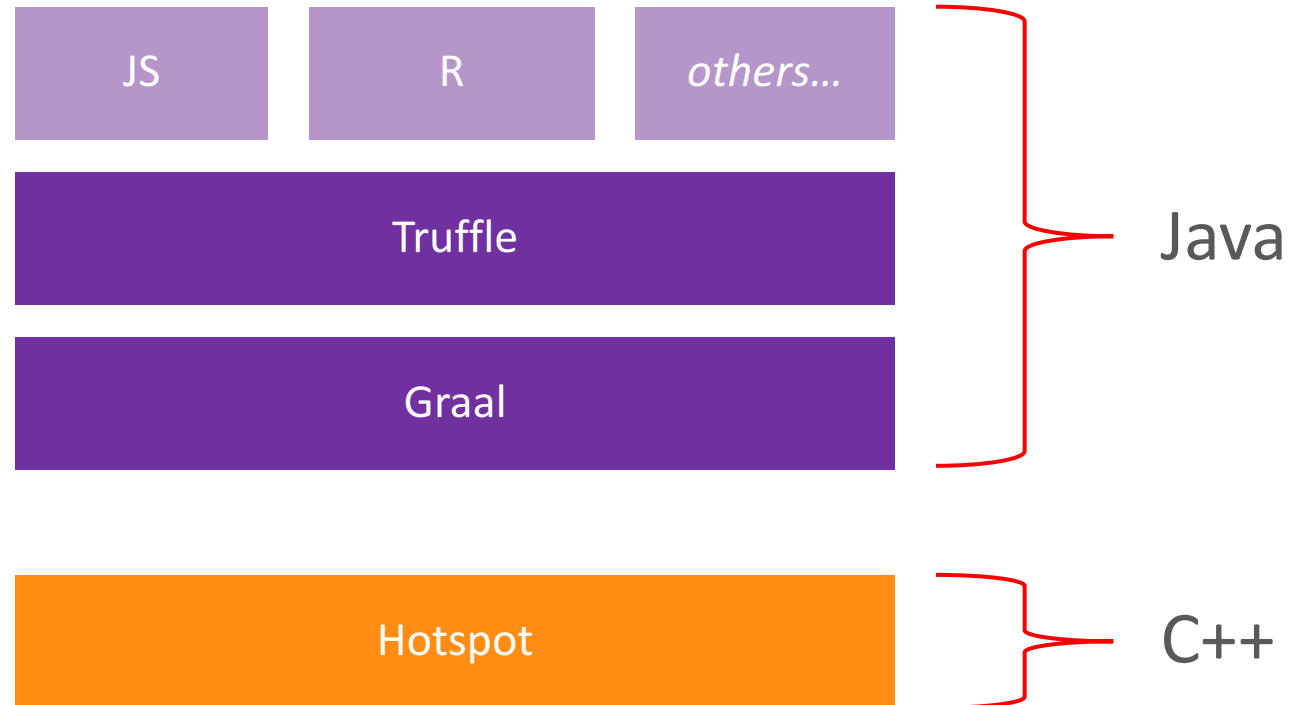 JS
R
others...
Truffle
Java
Graal
Hotspot
C++